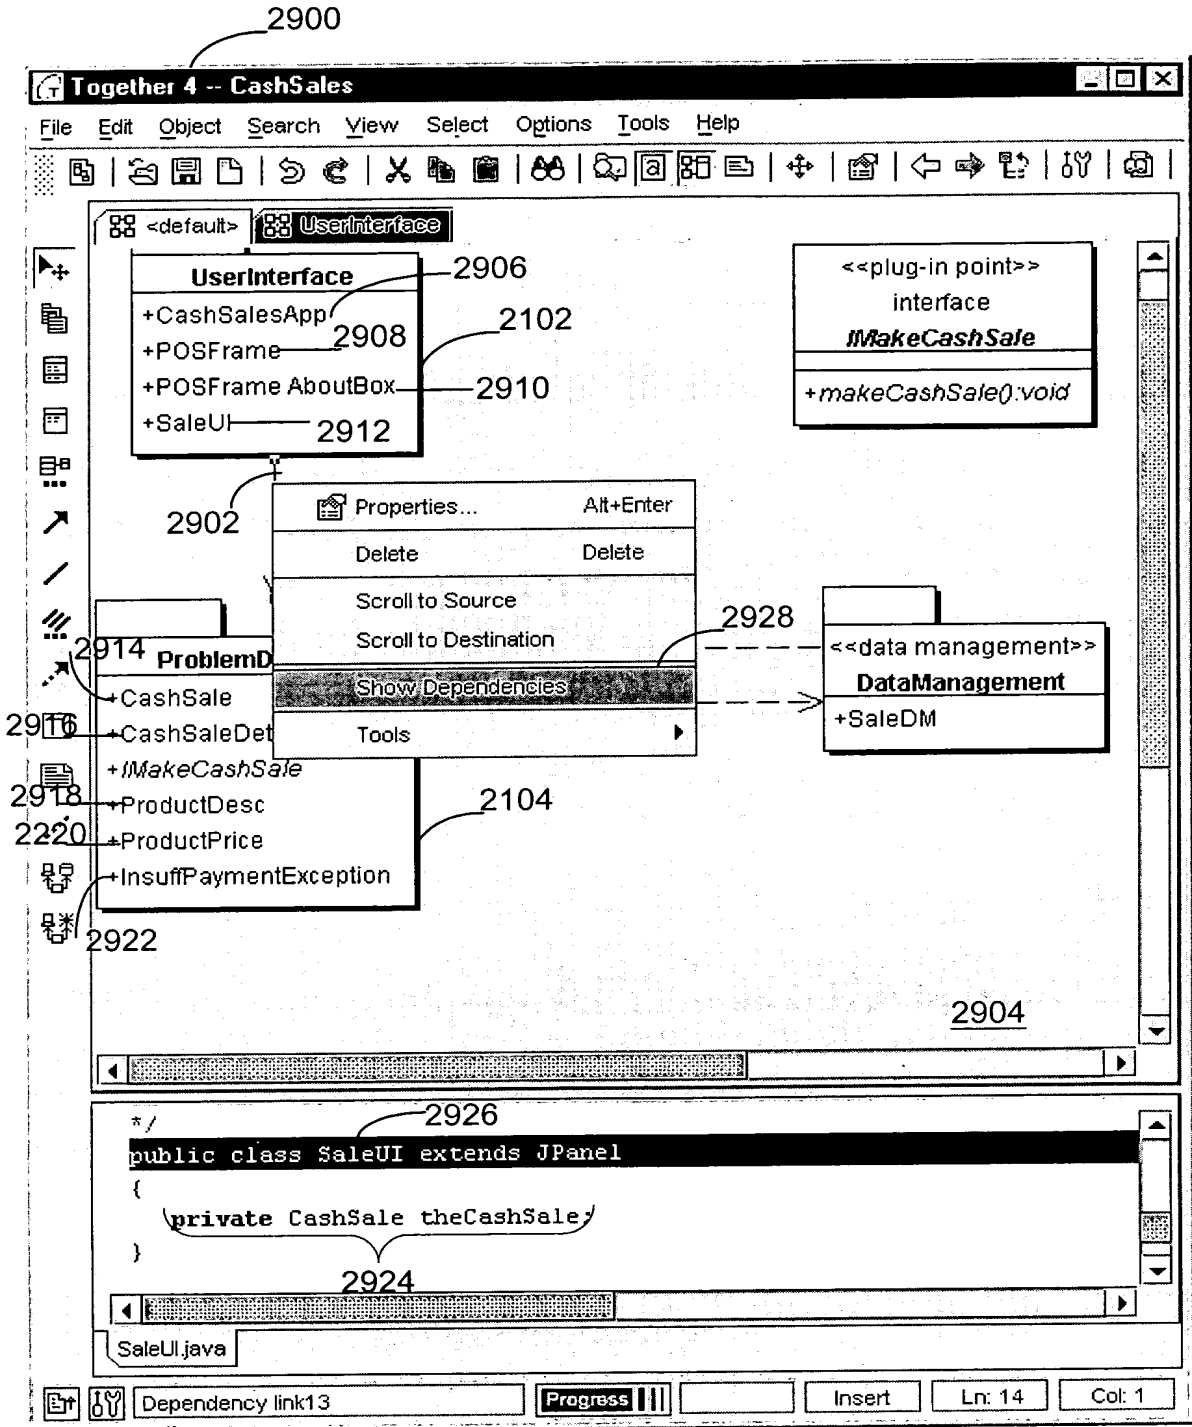 2900
Together 4 -- CashSales
File Edit Object Search View Select Options Tools Help
<default> UserInterface
UserInterface
2906
+CashSalesApp
2908
2102
+POSFrame
+POSFrame AboutBox
2910
+SaleUI
2912
<<plug-in point>>
interface
IMakeCashSale
+makeCashSale():void
2902
Properties... Alt+Enter
Delete Delete
Scroll to Source
Scroll to Destination
2928
Show Dependencies
Tools
2914
ProblemD
+CashSale
2916
+CashSaleDet
+IMakeCashSale
2918
+ProductDesc
2104
2220
+ProductPrice
+InsuffPaymentException
2922
<<data management>>
DataManagement
+SaleDM
2904
*/
2926
public class SaleUI extends JPanel
{
private CashSale theCashSale;
}
2924
SaleUI.java
Dependency link13 Progress Insert Ln: 14 Col: 1